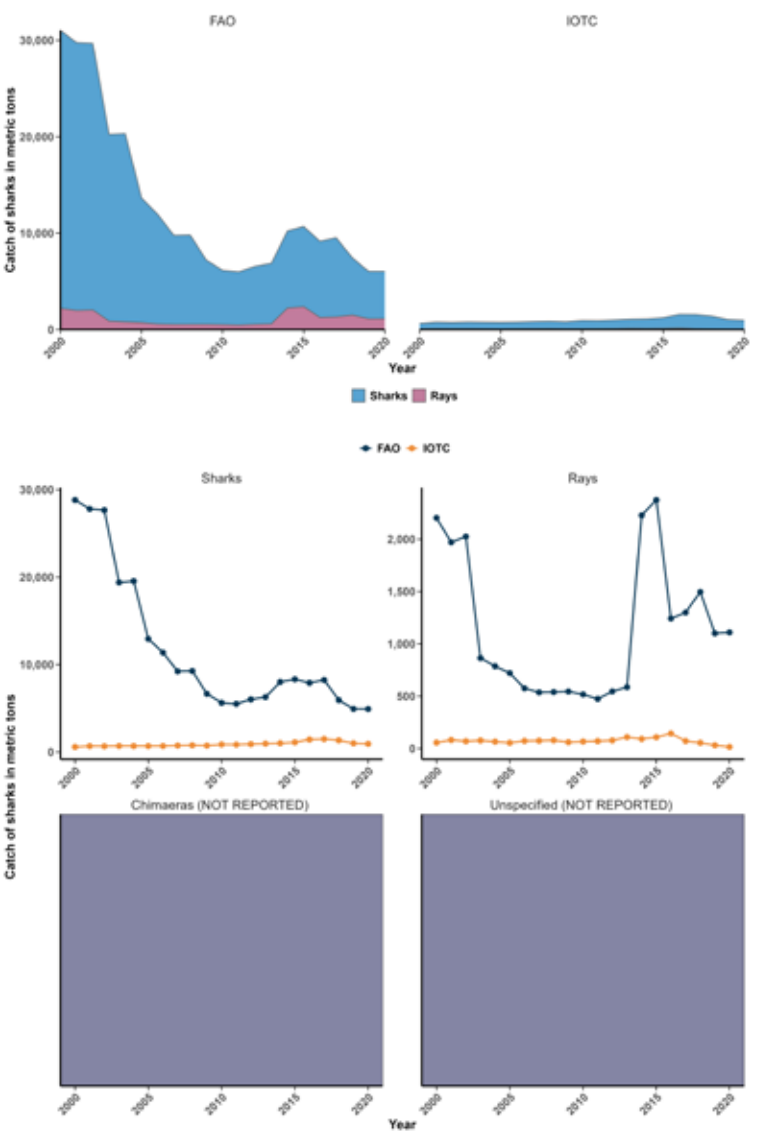 FAO IOTC
Catch of sharks in metric tons
30,000
20,000
10,000
0
2000 2005 2010 2015 2020 2000 2005 2010 2015 2020
Year
Sharks Rays
FAO IOTC
Sharks Rays
Catch of sharks in metric tons
30,000
20,000
10,000
0
2,000
1,500
1,000
500
0
2000 2005 2010 2015 2020 2000 2005 2010 2015 2020
Chimaeras (NOT REPORTED) Unspecified (NOT REPORTED)
2000 2005 2010 2015 2020 2000 2005 2010 2015 2020
Year